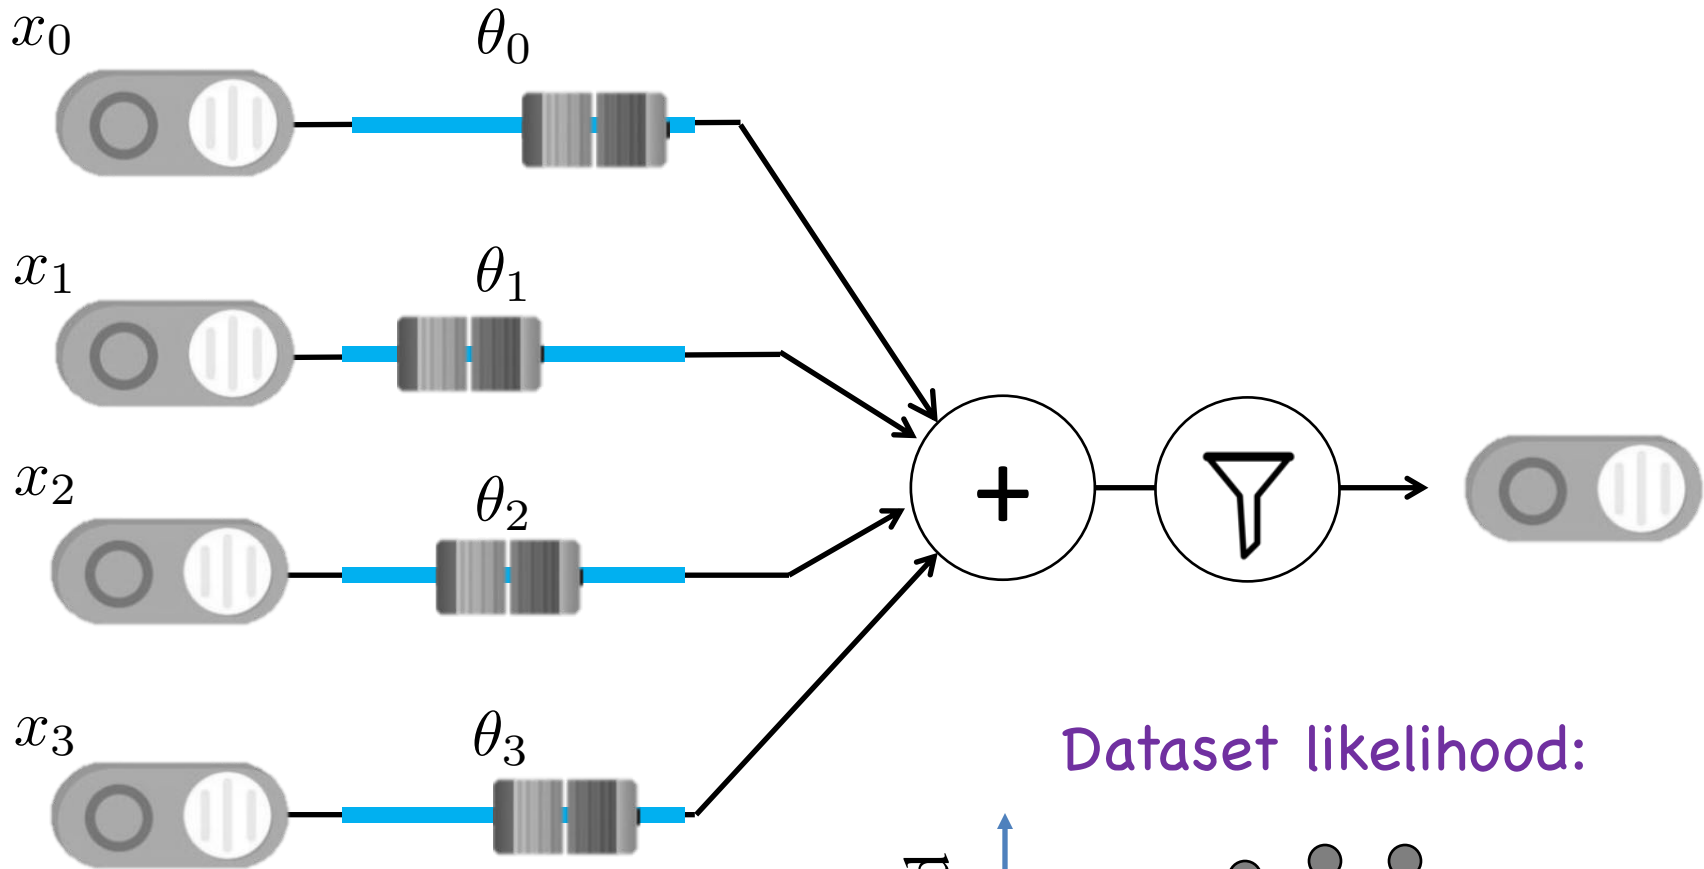 x₀ θ₀
x₁ θ₁
x₂ θ₂
+
x₃ θ₃
Dataset likelihood: